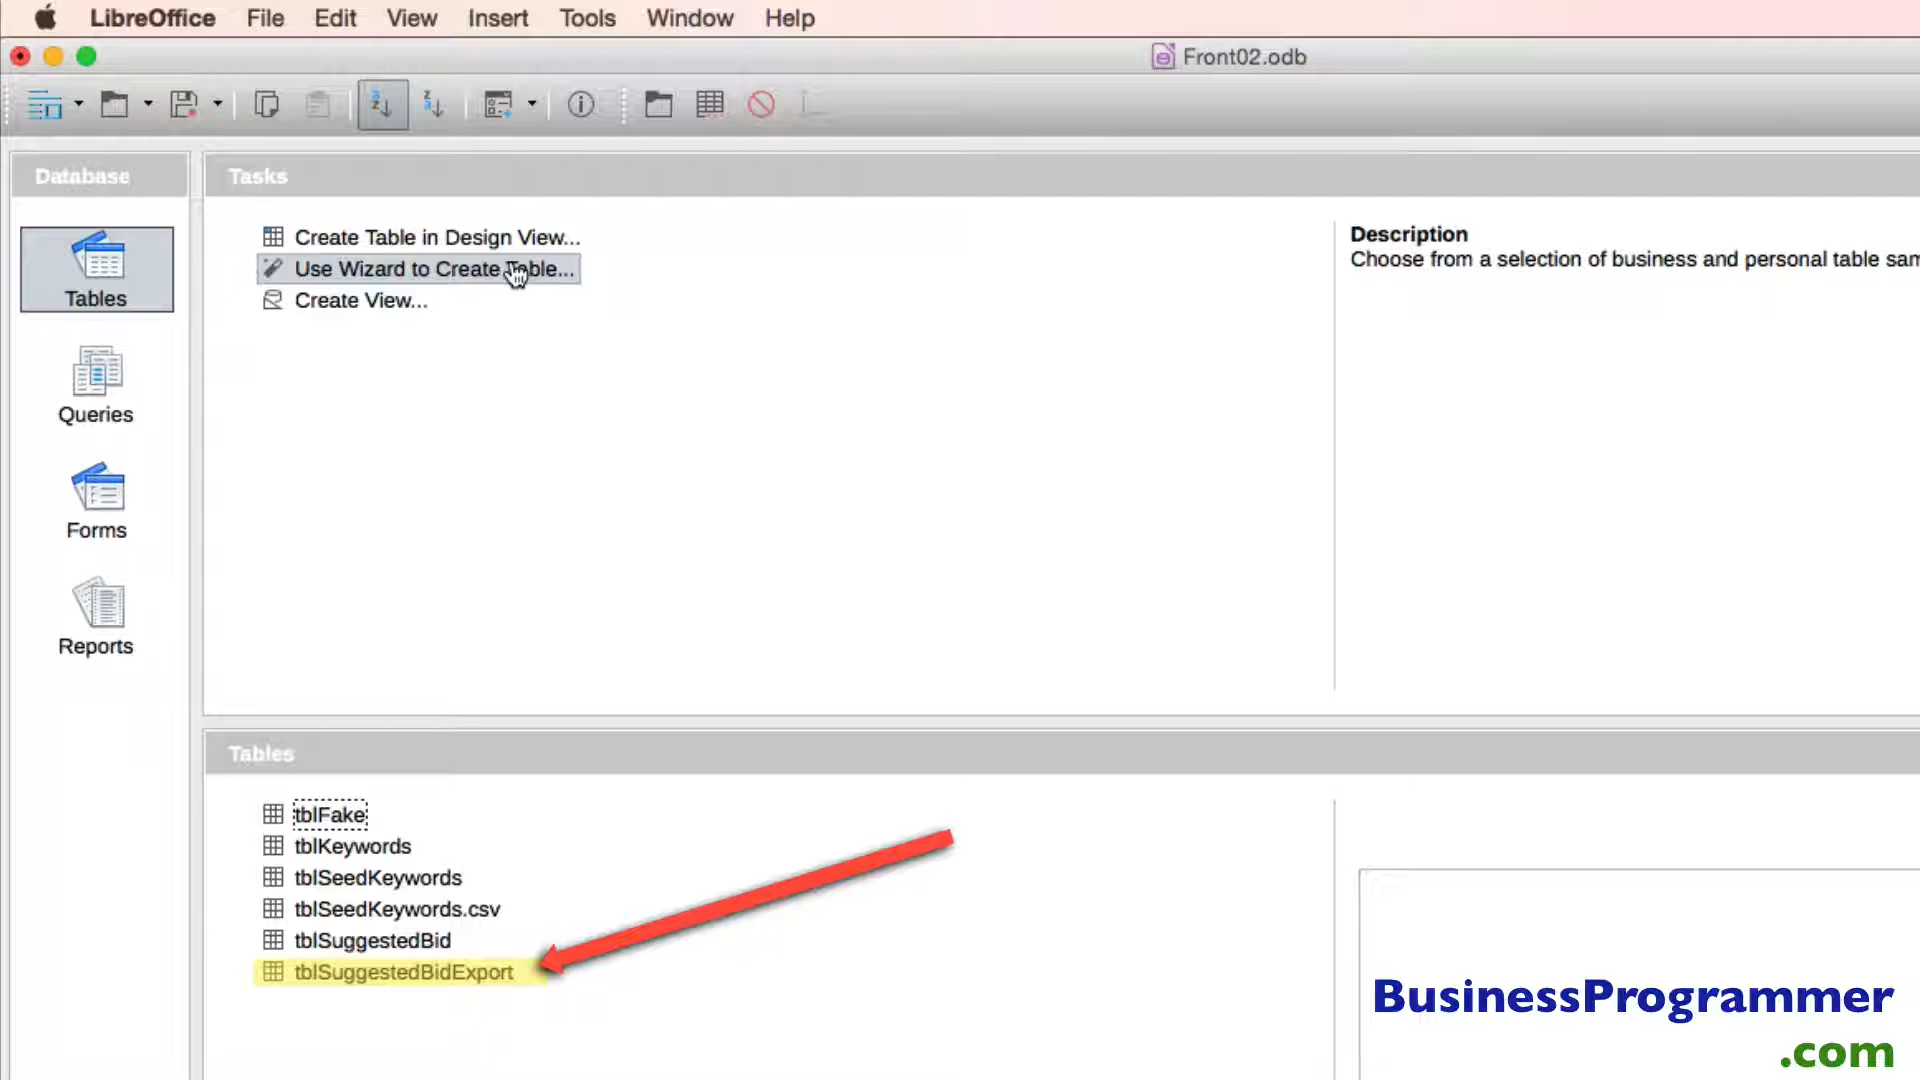 LibreOffice File Edit View Insert Tools Window Help
Front02.odb
Database
Tasks
Tables
Queries
Forms
Reports
Create Table in Design View...
Use Wizard to Create Table...
Create View...
Description
Choose from a selection of business and personal table sam
Tables
tblFake
tblKeywords
tblSeedKeywords
tblSeedKeywords.csv
tblSuggestedBid
tblSuggestedBidExport
BusinessProgrammer
.com